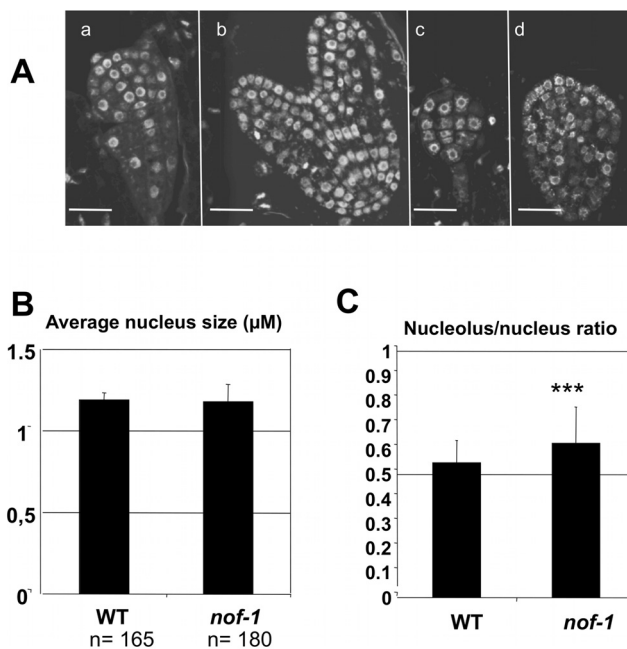 A
a
b
c
d
B
Average nucleus size (µM)
1.5
1
0,5
0
WT
nof-1
n= 165
n= 180
C
Nucleolus/nucleus ratio
1
0.9
0.8
0.7
0.6
0.5
0.4
0.3
0.2
0.1
0
***
WT
nof-1